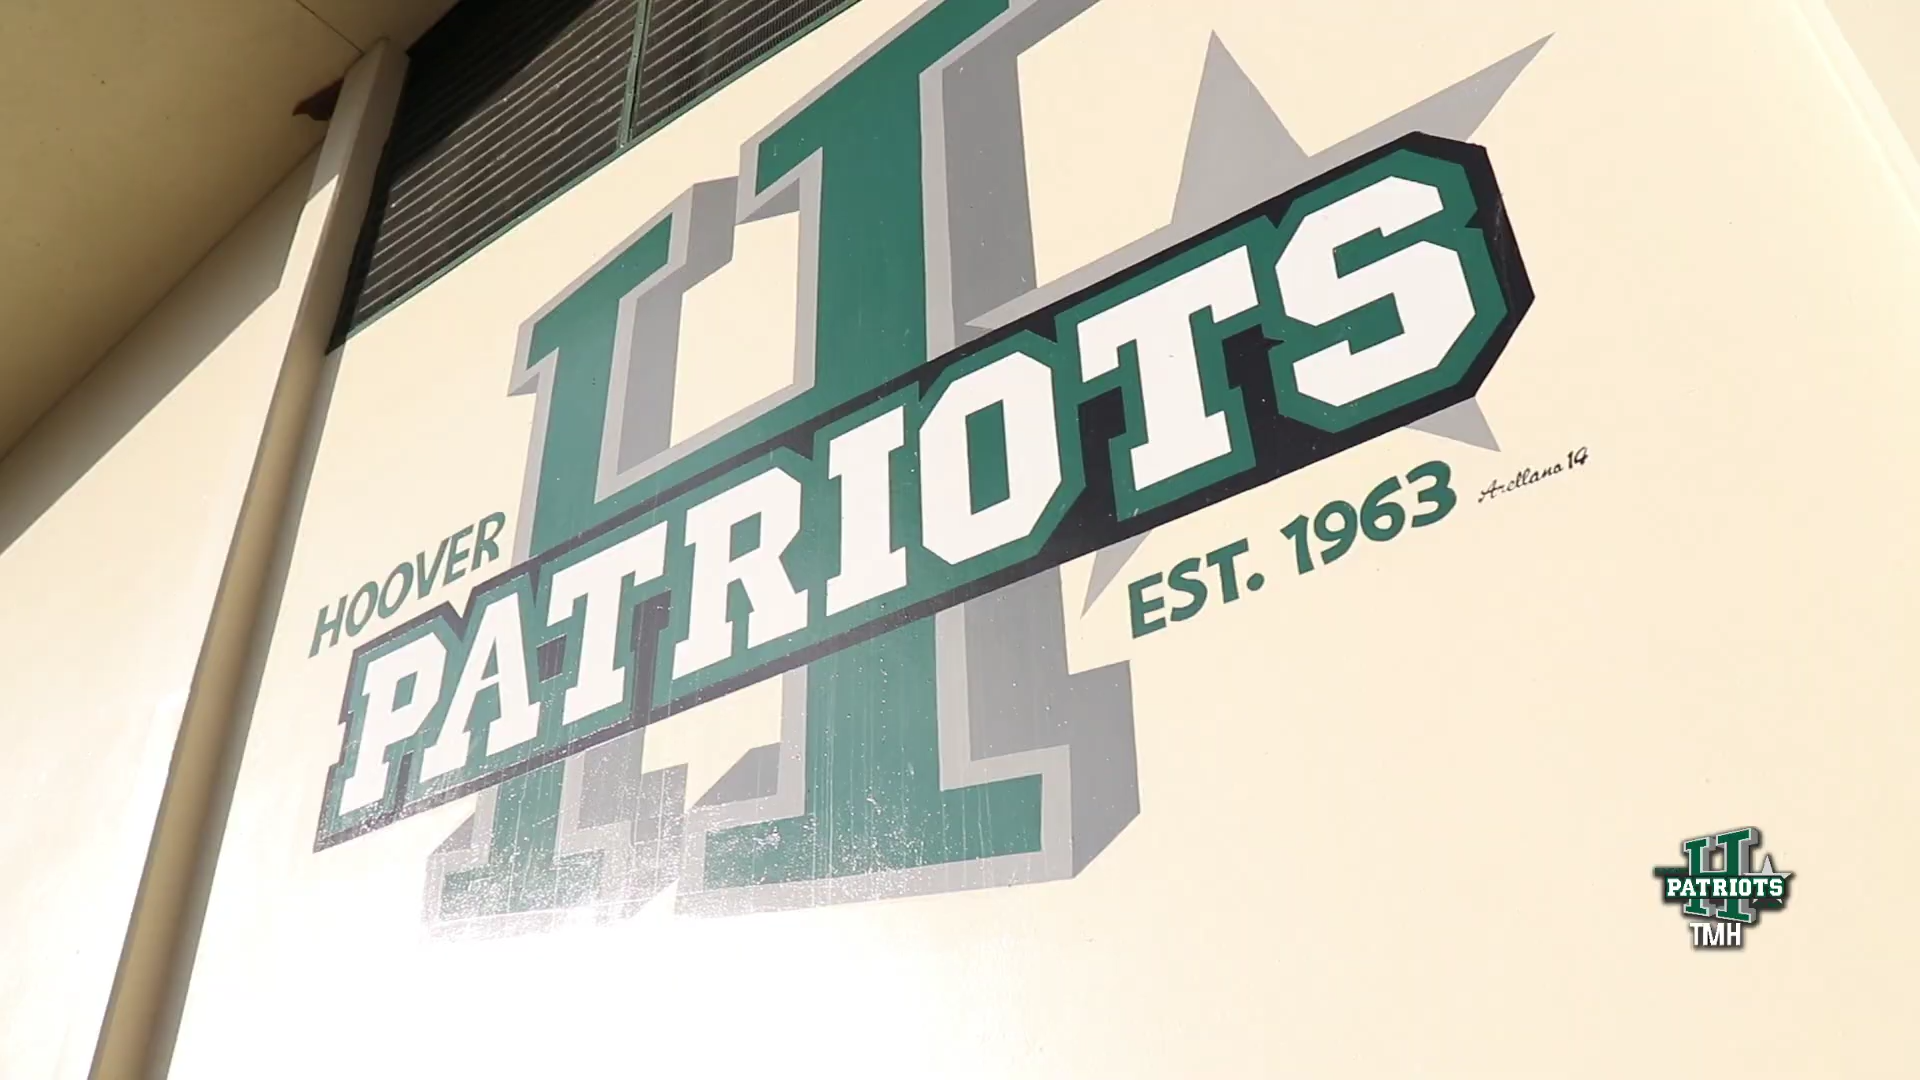 H
HOOVER
PATRIOTS
EST. 1963
Arellano 14
H
PATRIOTS
TMH